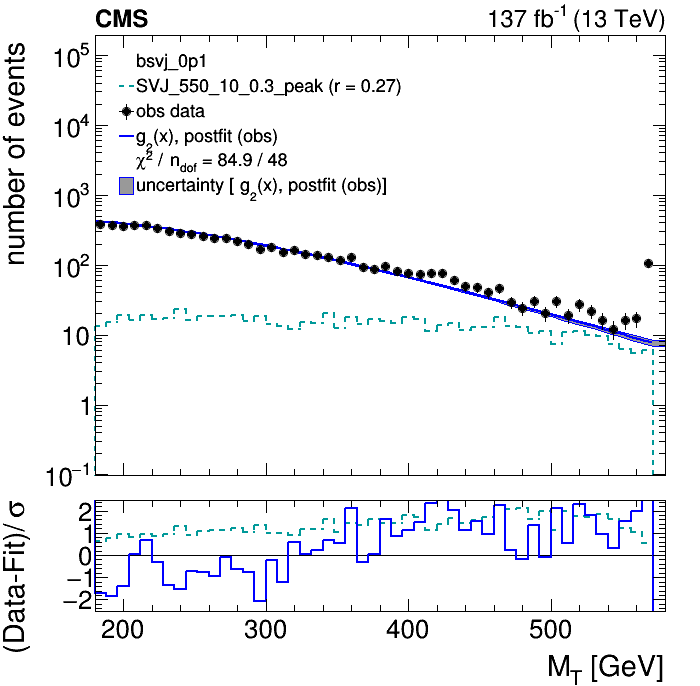 CMS 137 fb⁻¹ (13 TeV)
number of events
10⁵
10⁴
10³
10²
10
1
10⁻¹
bsvj_0p1
SVJ_550_10_0.3_peak (r = 0.27)
obs data
g₂(x), postfit (obs)
χ² / n_dof = 84.9 / 48
uncertainty [ g₂(x), postfit (obs)]
(Data-Fit)/ σ
2
1
0
−1
−2
200 300 400 500
M_T [GeV]